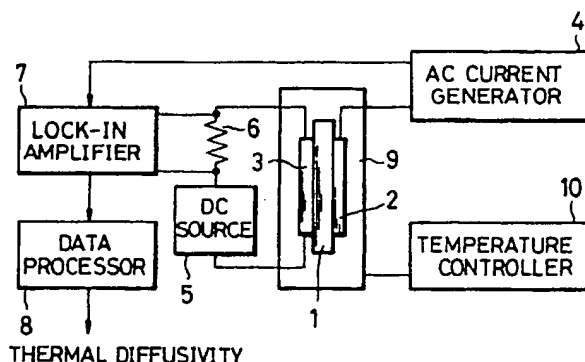 4
AC CURRENT
GENERATOR
7
LOCK-IN
AMPLIFIER
6
3
9
2
DC
SOURCE
5
1
10
TEMPERATURE
CONTROLLER
DATA
PROCESSOR
8
THERMAL DIFFUSIVITY